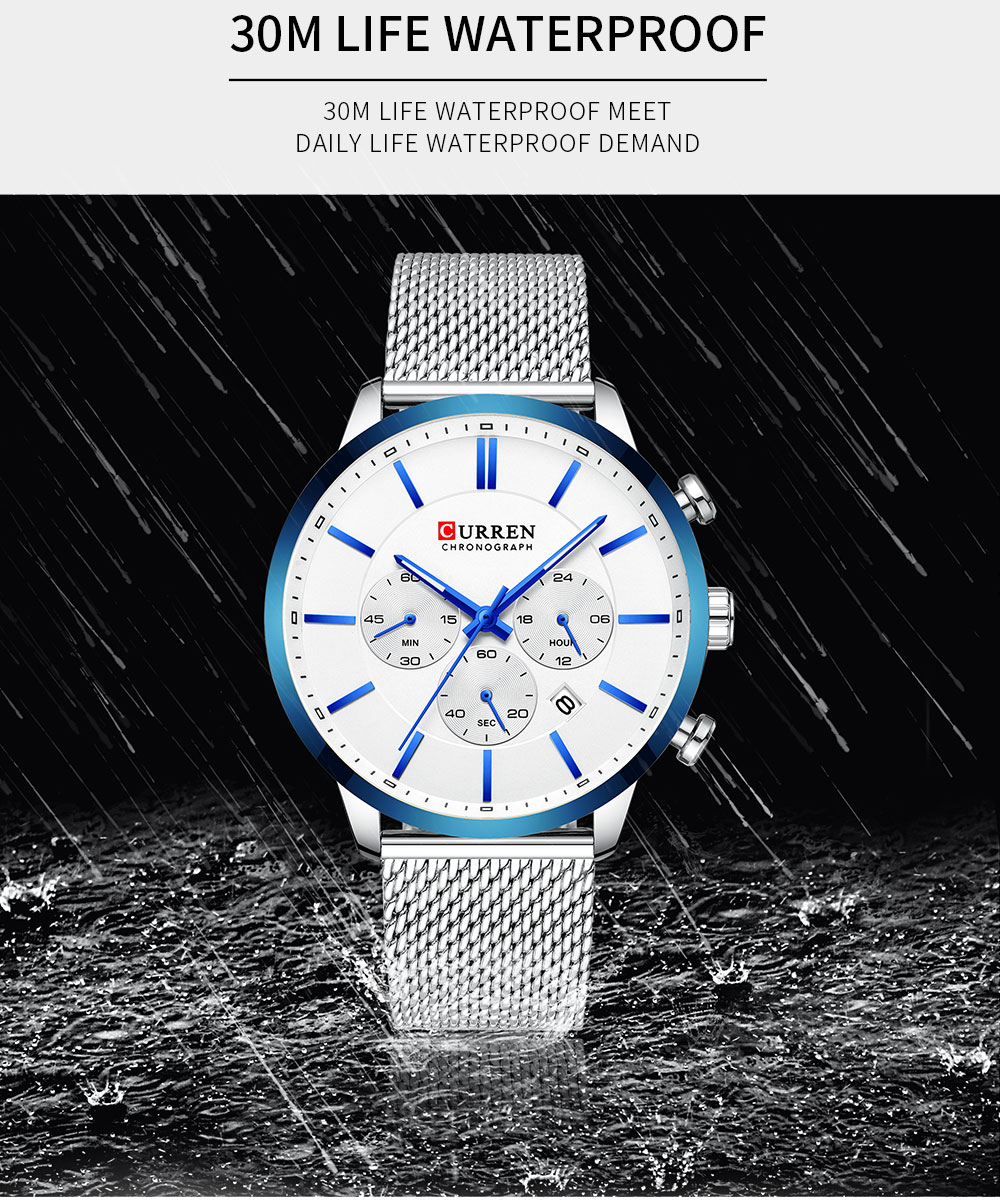 30M LIFE WATERPROOF
30M LIFE WATERPROOF MEET
DAILY LIFE WATERPROOF DEMAND
CURREN
CHRONOGRAPH
60
45
15
MIN
30
24
18
06
HOUR
12
60
40
SEC
20
8